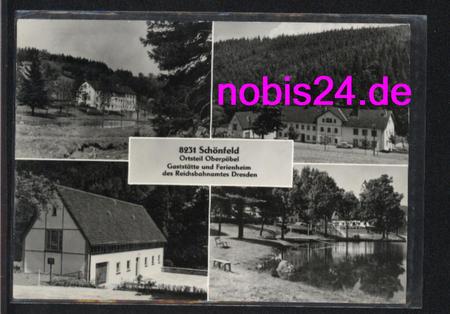 nobis24.de
8231 Schönfeld
Ortsteil Oberpöbel
Gaststätte und Ferienheim
des Reichsbahnamtes Dresden